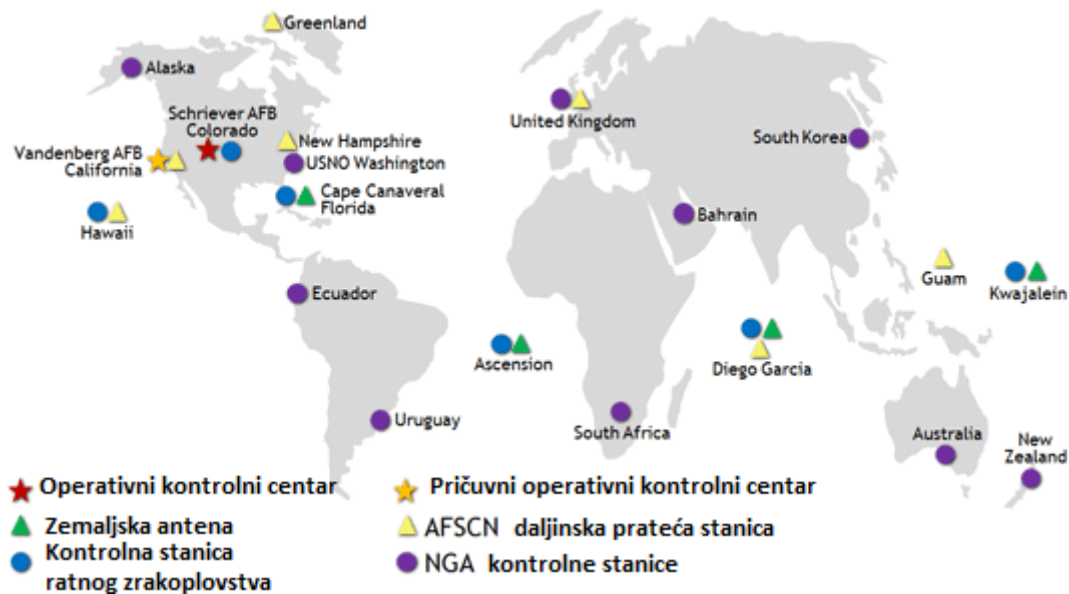 Greenland
Alaska
Schriever AFB
Colorado
United Kingdom
New Hampshire
South Korea
Vandenberg AFB
California
USNO Washington
Cape Canaveral
Florida
Bahrain
Hawaii
Guam
Kwajalein
Ecuador
Ascension
Diego Garcia
Uruguay
South Africa
Australia
New
Zealand
Operativni kontrolni centar
Pričuvni operativni kontrolni centar
Zemaljska antena
AFSCN daljinska prateća stanica
Kontrolna stanica
ratnog zrakoplovstva
NGA kontrolne stanice